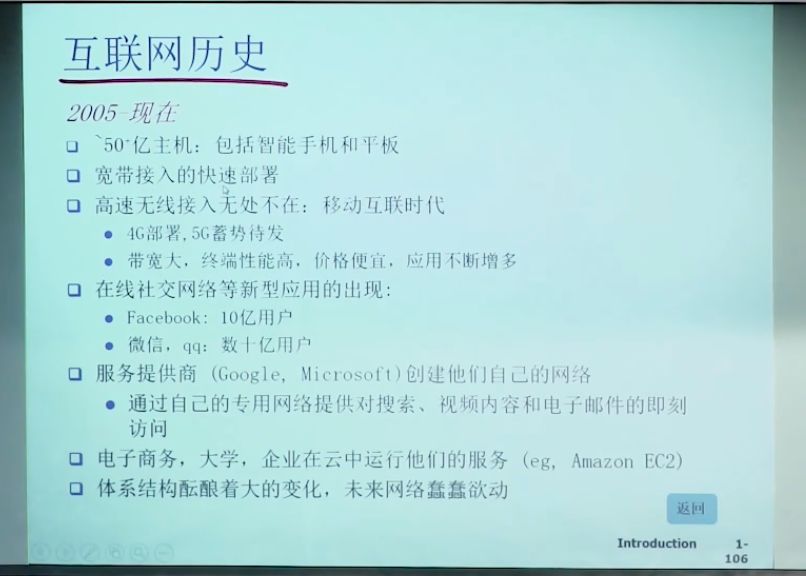 互联网历史
2005-现在
~50+亿主机：包括智能手机和平板
宽带接入的快速部署
高速无线接入无处不在：移动互联时代
4G部署,5G蓄势待发
带宽大，终端性能高，价格便宜，应用不断增多
在线社交网络等新型应用的出现:
Facebook: 10亿用户
微信，qq: 数十亿用户
服务提供商 (Google, Microsoft)创建他们自己的网络
通过自己的专用网络提供对搜索、视频内容和电子邮件的即刻
访问
电子商务，大学，企业在云中运行他们的服务 (eg, Amazon EC2)
体系结构酝酿着大的变化，未来网络蠢蠢欲动
返回
Introduction 1-
106